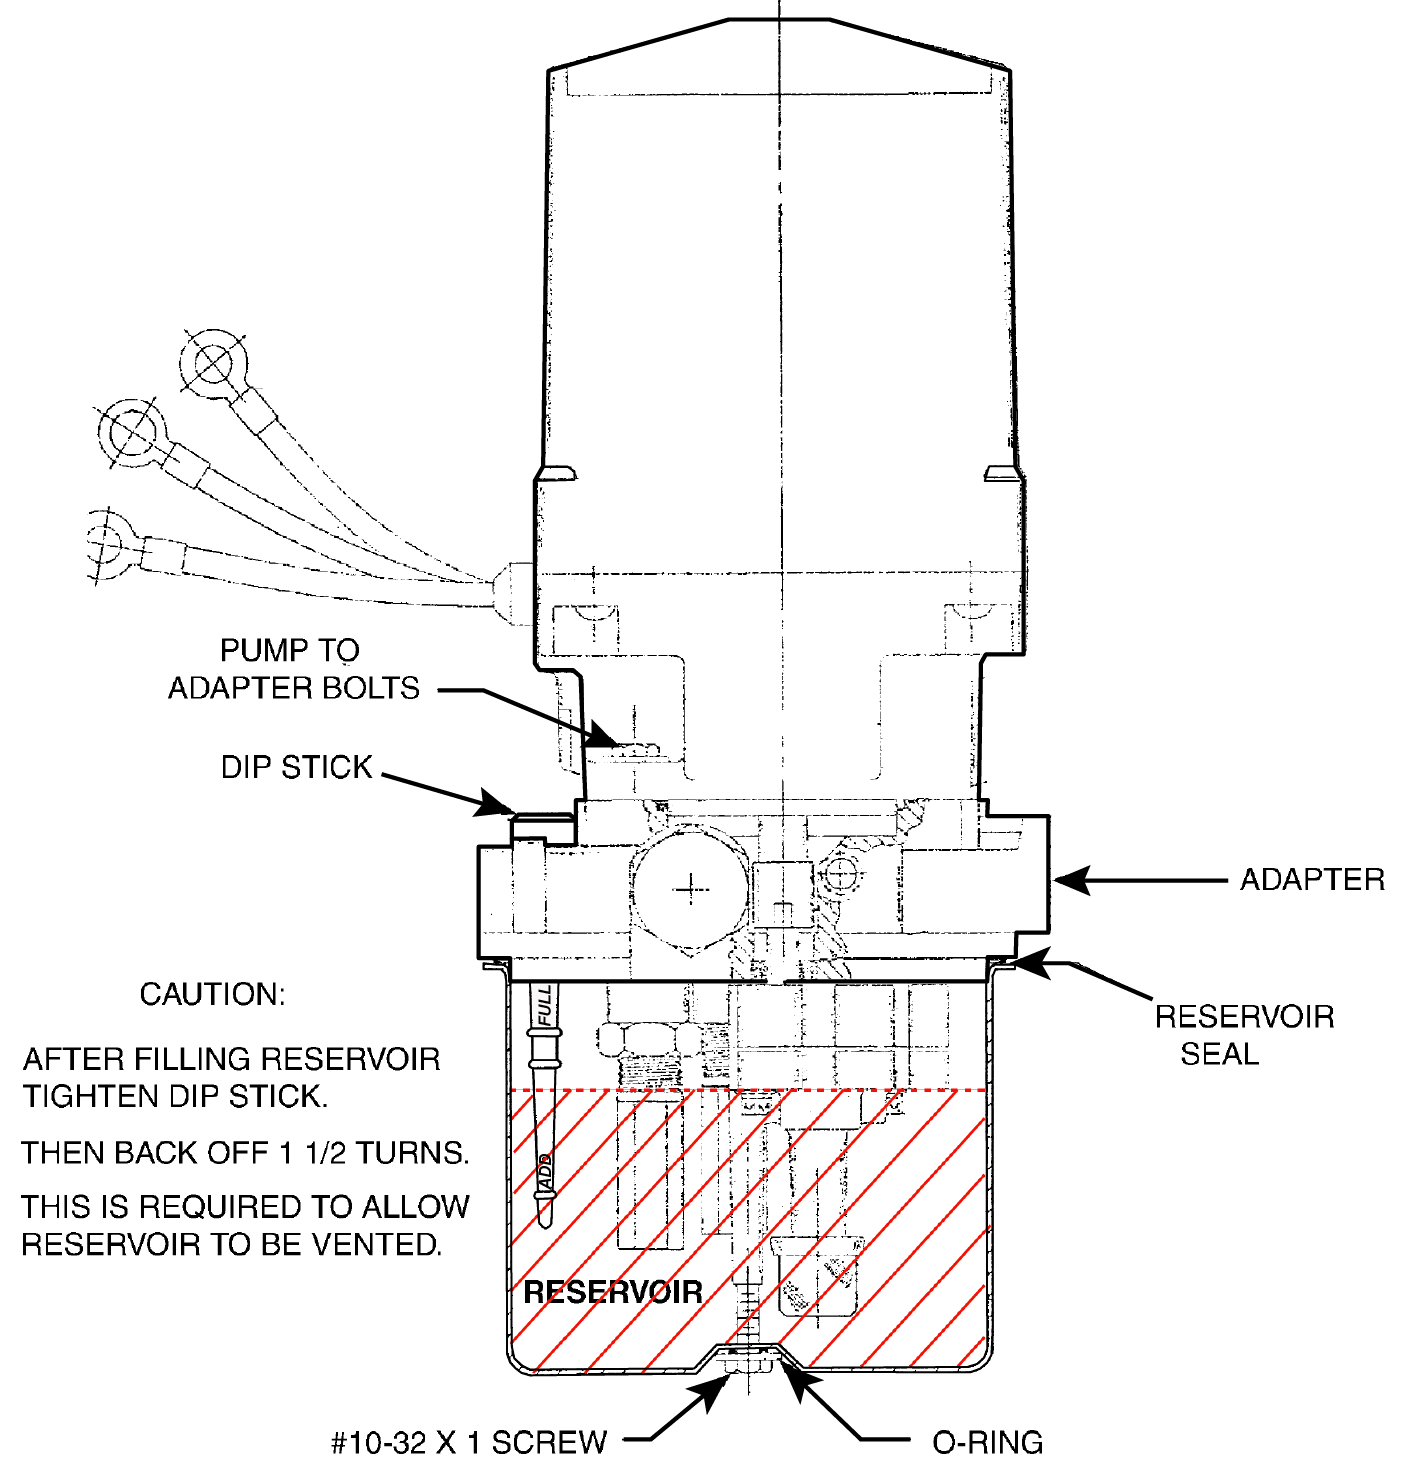 PUMP TO
ADAPTER BOLTS
DIP STICK
ADAPTER
RESERVOIR
SEAL
CAUTION:
AFTER FILLING RESERVOIR
TIGHTEN DIP STICK.
THEN BACK OFF 1 1/2 TURNS.
THIS IS REQUIRED TO ALLOW
RESERVOIR TO BE VENTED.
FULL
ADD
RESERVOIR
#10-32 X 1 SCREW
O-RING